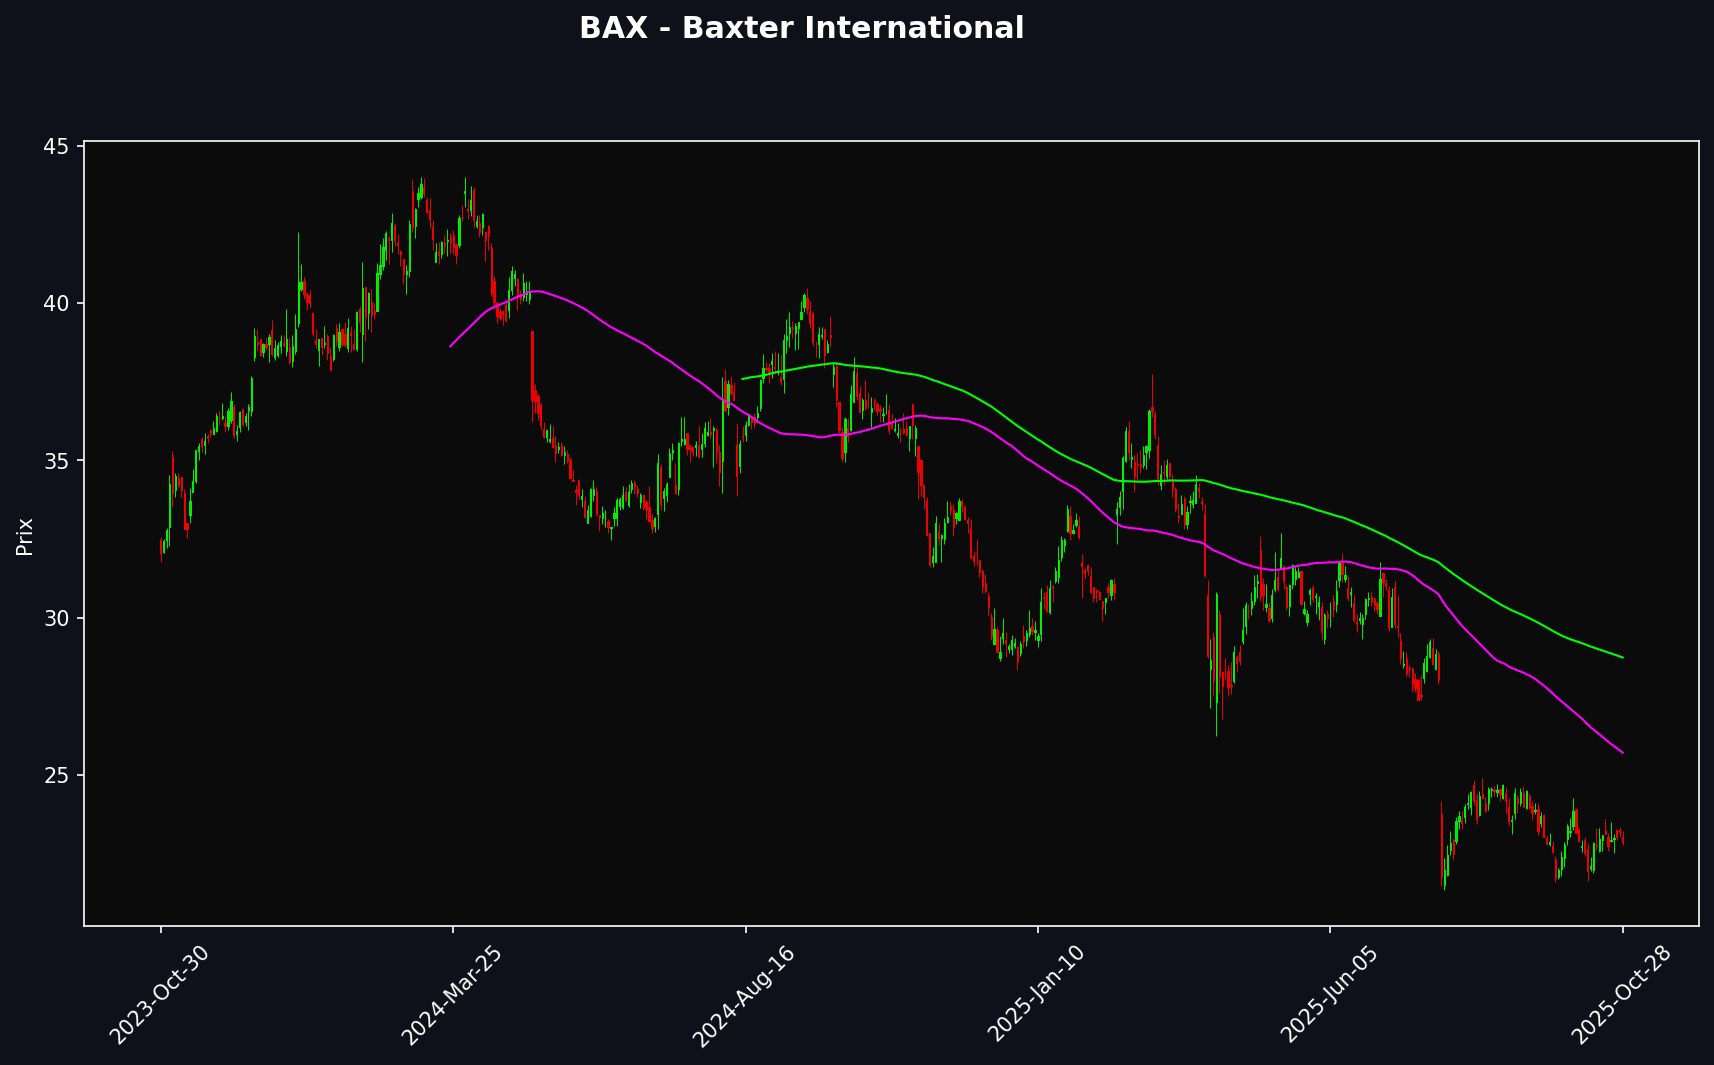 BAX - Baxter International
Prix
45
40
35
30
25
2023-Oct-30
2024-Mar-25
2024-Aug-16
2025-Jan-10
2025-Jun-05
2025-Oct-28